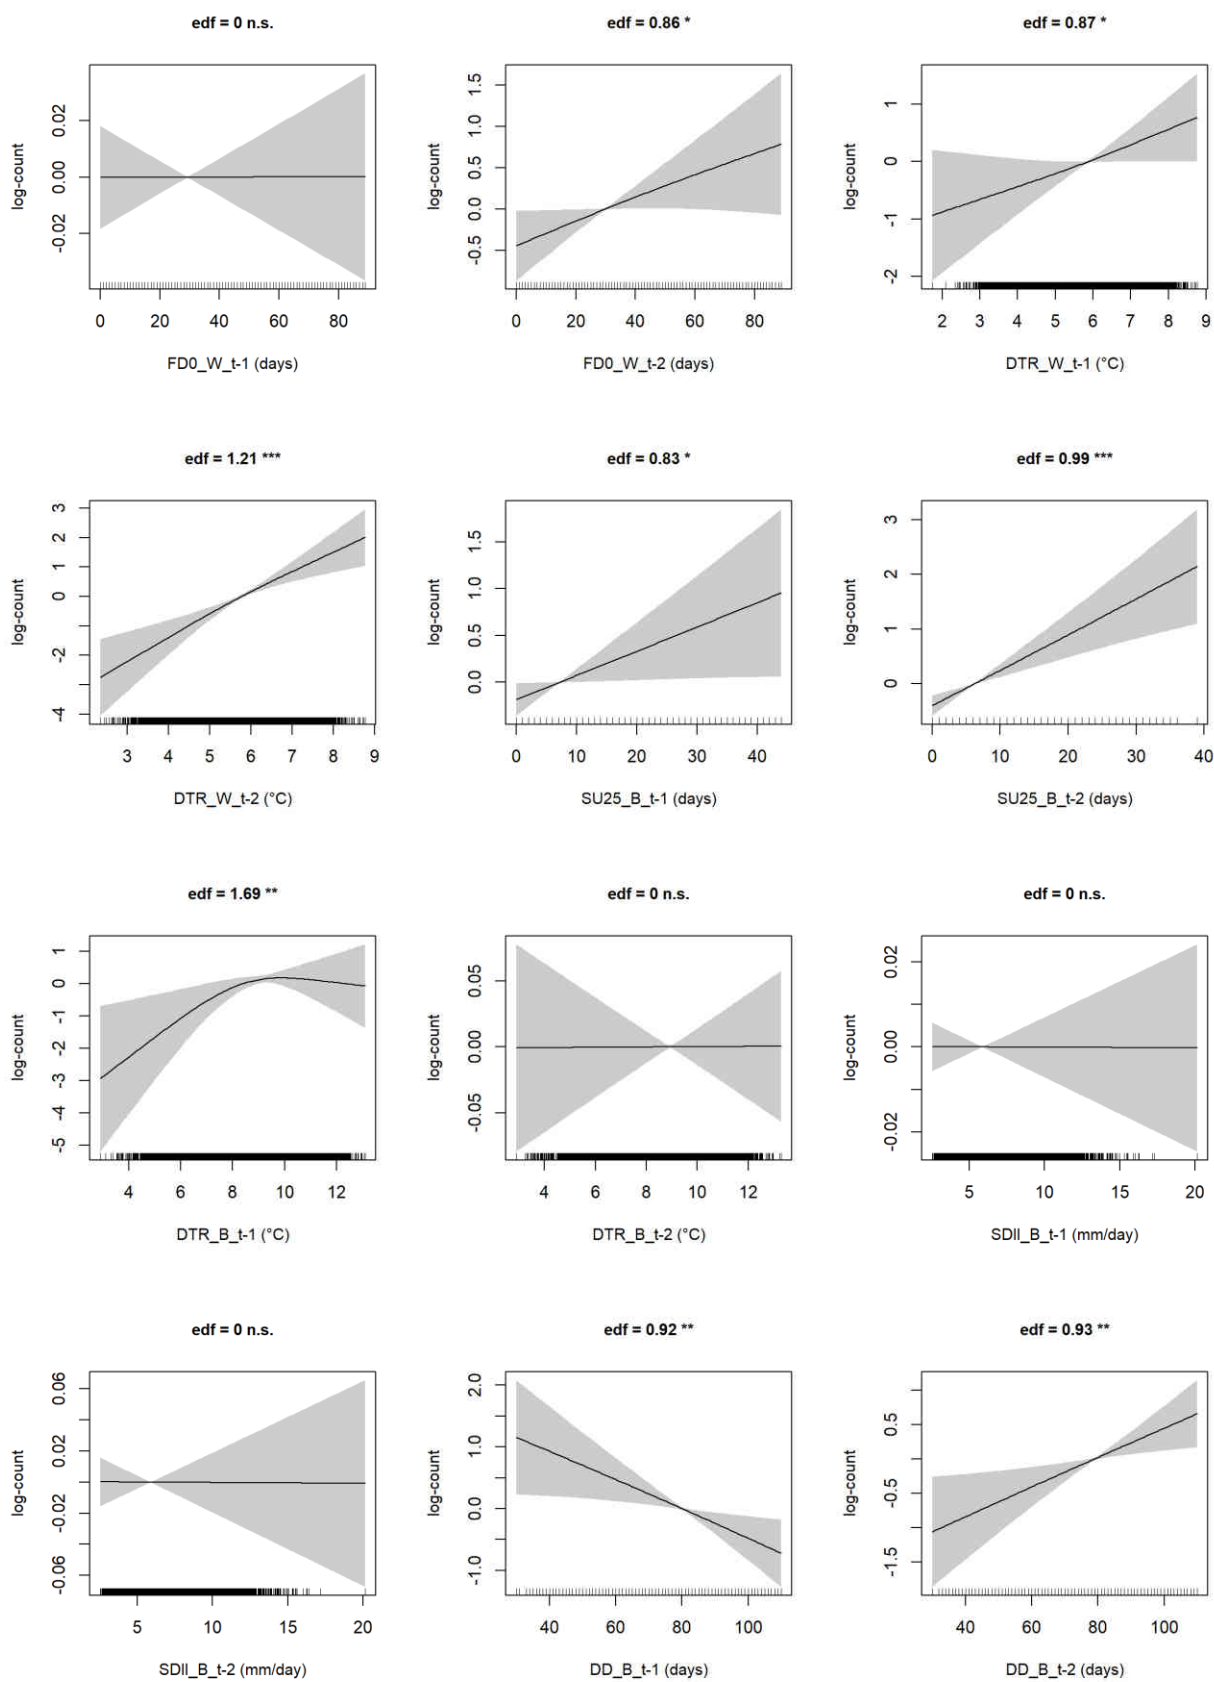 edf = 0 n.s.
edf = 0.86 *
edf = 0.87 *
log-count
0.02
0.00
-0.02
0 20 40 60 80
FD0_W_t-1 (days)
log-count
1.5
1.0
0.5
0.0
-0.5
0 20 40 60 80
FD0_W_t-2 (days)
log-count
1
0
-1
-2
2 3 4 5 6 7 8 9
DTR_W_t-1 (°C)
edf = 1.21 ***
edf = 0.83 *
edf = 0.99 ***
log-count
3
2
1
0
-2
-4
3 4 5 6 7 8 9
DTR_W_t-2 (°C)
log-count
1.5
1.0
0.5
0.0
0 10 20 30 40
SU25_B_t-1 (days)
log-count
3
2
1
0
0 10 20 30 40
SU25_B_t-2 (days)
edf = 1.69 **
edf = 0 n.s.
edf = 0 n.s.
log-count
1
0
-1
-2
-3
-4
-5
4 6 8 10 12
DTR_B_t-1 (°C)
log-count
0.05
0.00
-0.05
4 6 8 10 12
DTR_B_t-2 (°C)
log-count
0.02
0.00
-0.02
5 10 15 20
SDII_B_t-1 (mm/day)
edf = 0 n.s.
edf = 0.92 **
edf = 0.93 **
log-count
0.06
0.02
-0.02
-0.06
5 10 15 20
SDII_B_t-2 (mm/day)
log-count
2.0
1.0
0.0
-1.0
40 60 80 100
DD_B_t-1 (days)
log-count
0.5
-0.5
-1.5
40 60 80 100
DD_B_t-2 (days)